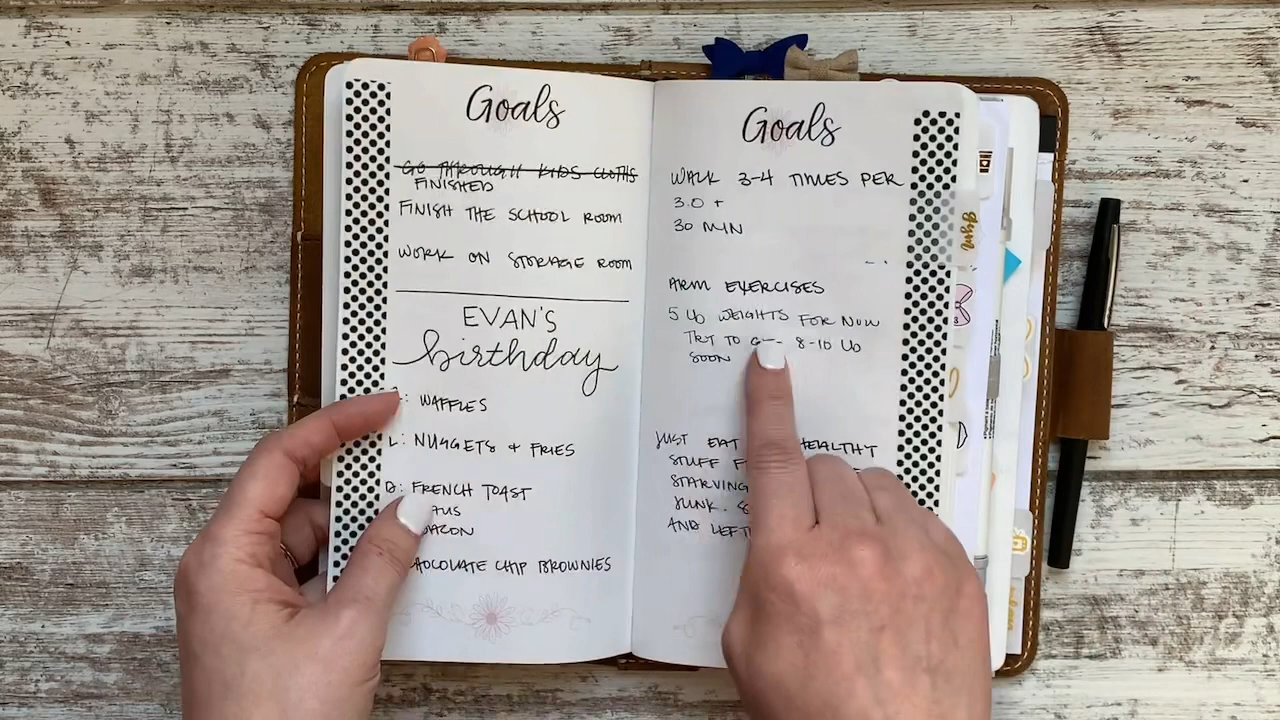 Goals
GO THROUGH KIDS CLOTHS
FINISHED
FINISH THE SCHOOL ROOM
WORK ON STORAGE ROOM
EVAN'S
birthday
: WAFFLES
L: NUGGETS & FRIES
D: FRENCH TOAST
BACON
CHOCOLATE CHIP BROWNIES
Goals
WALK 3-4 TIMES PER
3.0 +
30 MIN
ARM EXERCISES
5 lb WEIGHTS FOR NOW
TRY TO 8-10 lb
SOON
JUST EAT HEALTHY
STUFF
STARVING
JUNK.
AND
gym